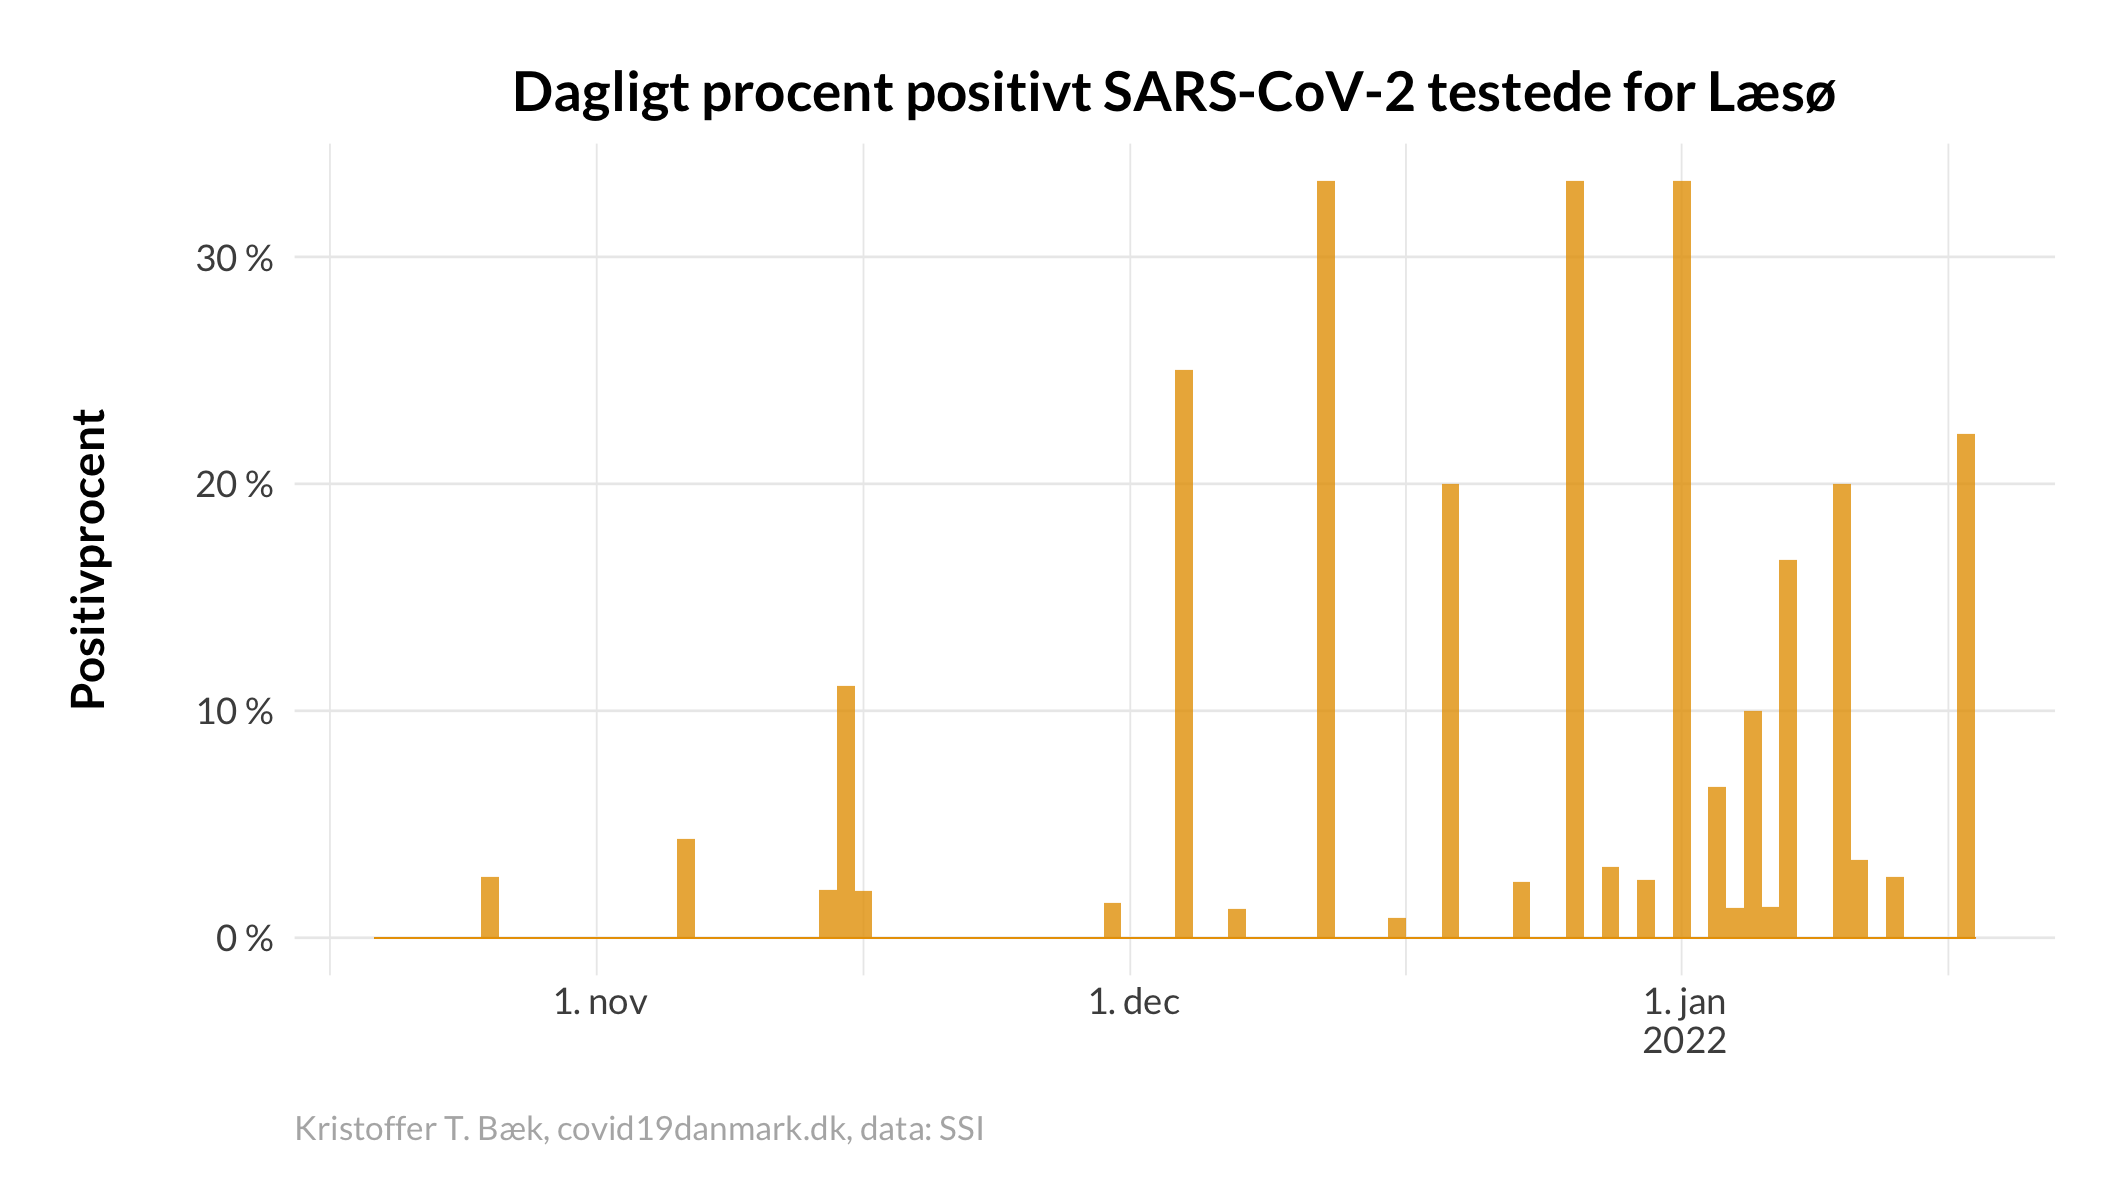 Dagligt procent positivt SARS-CoV-2 testede for Læsø
Positivprocent
30 %
20 %
10 %
0 %
1. nov
1. dec
1. jan
2022
Kristoffer T. Bæk, covid19danmark.dk, data: SSI